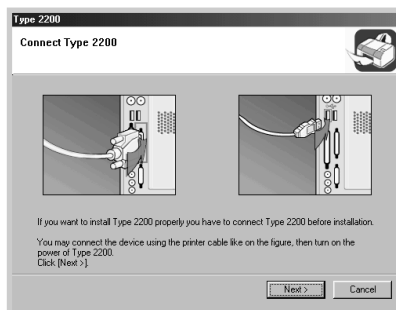 Type 2200
Connect Type 2200
If you want to install Type 2200 properly you have to connect Type 2200 before installation.
You may connect the device using the printer cable like on the figure, then turn on the
power of Type 2200.
Click [Next >].
Next >
Cancel